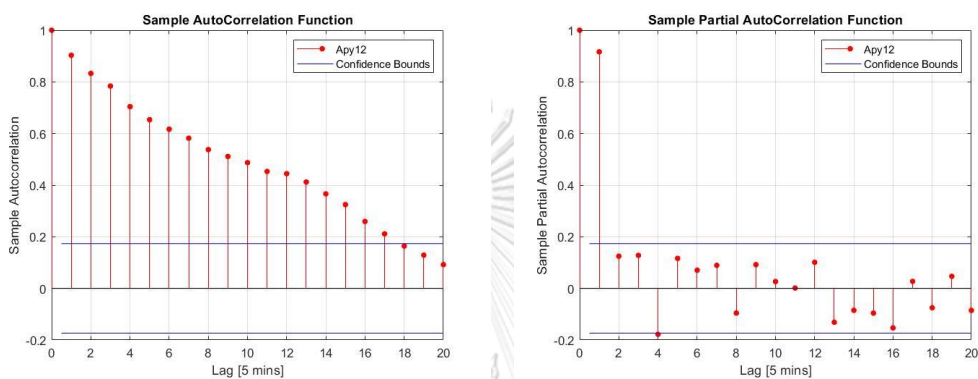 Sample AutoCorrelation Function
1
0.8
0.6
0.4
0.2
0
-0.2
Sample Autocorrelation
Apy12
Confidence Bounds
0 2 4 6 8 10 12 14 16 18 20
Lag [5 mins]
Sample Partial AutoCorrelation Function
1
0.8
0.6
0.4
0.2
0
-0.2
Sample Partial Autocorrelation
Apy12
Confidence Bounds
0 2 4 6 8 10 12 14 16 18 20
Lag [5 mins]